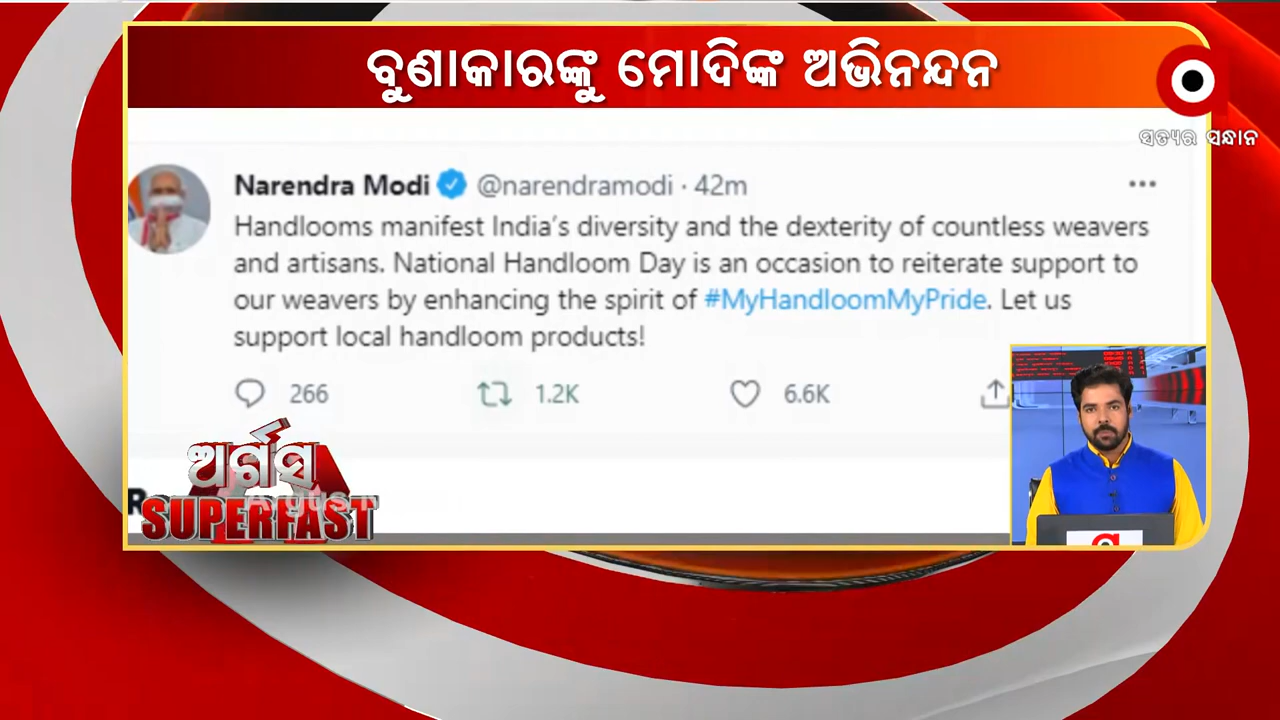 ବୁଣାକାରଙ୍କୁ ମୋଦିଙ୍କ ଅଭିନନ୍ଦନ
ସତ୍ୟର ସନ୍ଧାନ
Narendra Modi @narendramodi · 42m
Handlooms manifest India's diversity and the dexterity of countless weavers
and artisans. National Handloom Day is an occasion to reiterate support to
our weavers by enhancing the spirit of #MyHandloomMyPride. Let us
support local handloom products!
266 1.2K 6.6K
ଅର୍ଗସ
SUPERFAST